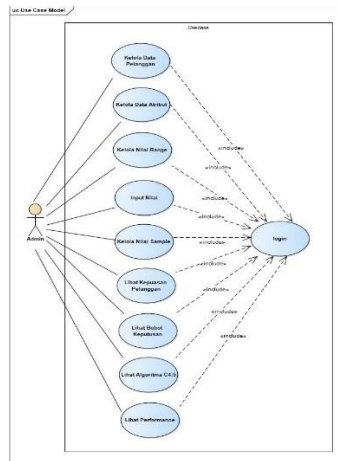 uc Use Case Model
Usecase
Kelola Data
Pelanggan
Kelola Data Atribut
«include»
Kelola Nilai Range
«include»
«include»
Input Nilai
«include»
Admin
Kelola Nilai Sample
«include»
login
Lihat Kepuasan
Pelanggan
«include»
«include»
Lihat Bobot
Keputusan
«include»
Lihat Algoritma C4.5
«include»
Lihat Performance